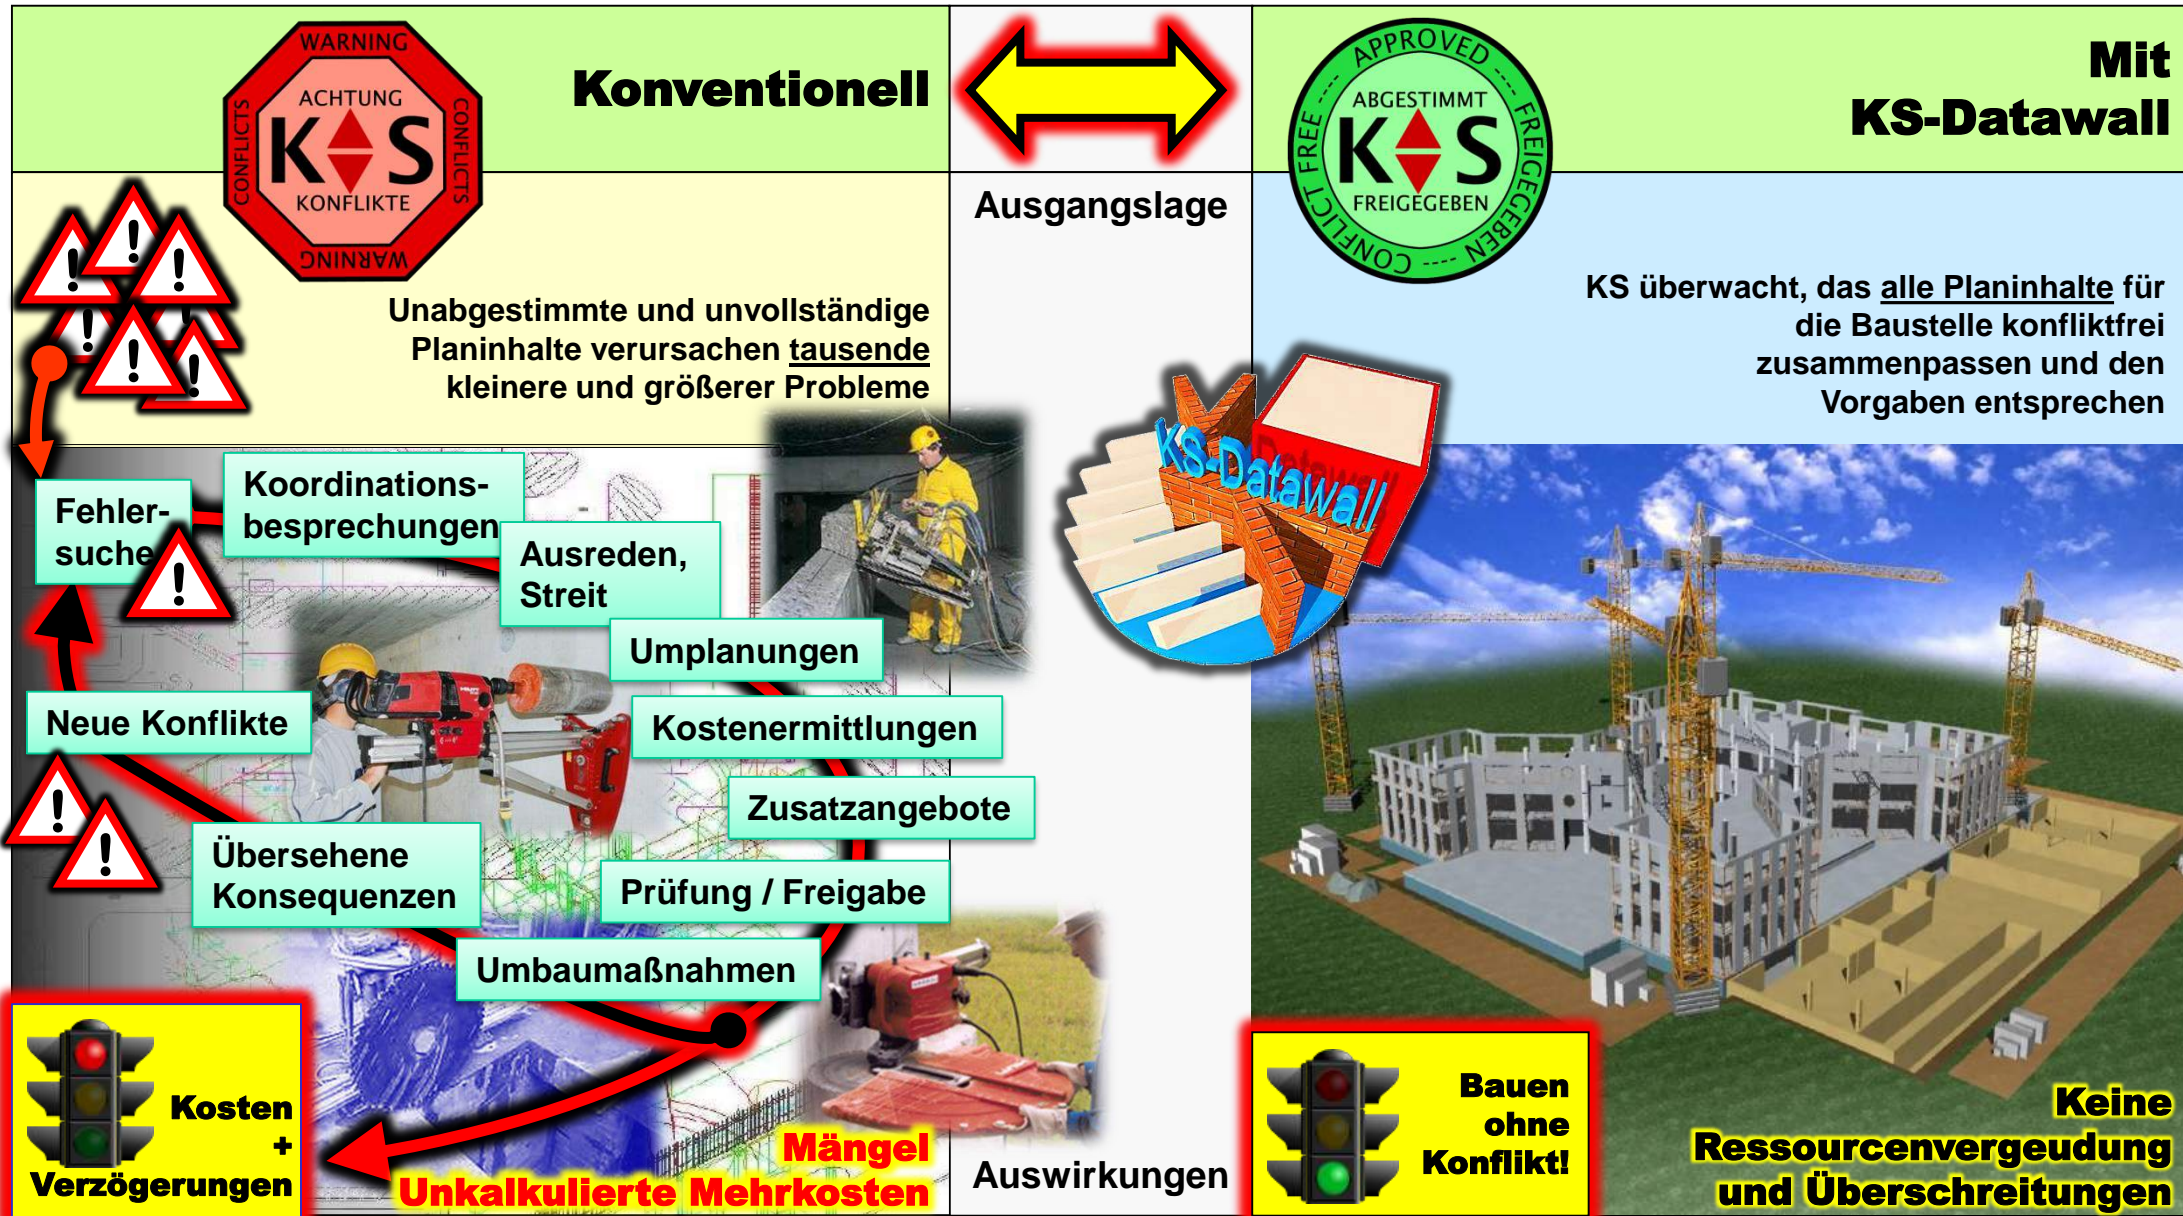 WARNING
CONFLICTS
ACHTUNG
K S
KONFLIKTE
CONFLICTS
WARNING
Konventionell
APPROVED ---- FREIGEGEBEN ---- CONFLICT FREE ----
ABGESTIMMT
K S
FREIGEGEBEN
Mit
KS-Datawall
Ausgangslage
Unabgestimmte und unvollständige
Planinhalte verursachen tausende
kleinere und größerer Probleme
KS überwacht, das alle Planinhalte für
die Baustelle konfliktfrei
zusammenpassen und den
Vorgaben entsprechen
KS-Datawall
Datawall
Fehler-
suche
Koordinations-
besprechungen
Ausreden,
Streit
Umplanungen
Kostenermittlungen
Zusatzangebote
Prüfung / Freigabe
Umbaumaßnahmen
Übersehene
Konsequenzen
Neue Konflikte
Kosten
+
Verzögerungen
Mängel
Unkalkulierte Mehrkosten
Auswirkungen
Bauen
ohne
Konflikt!
Keine
Ressourcenvergeudung
und Überschreitungen